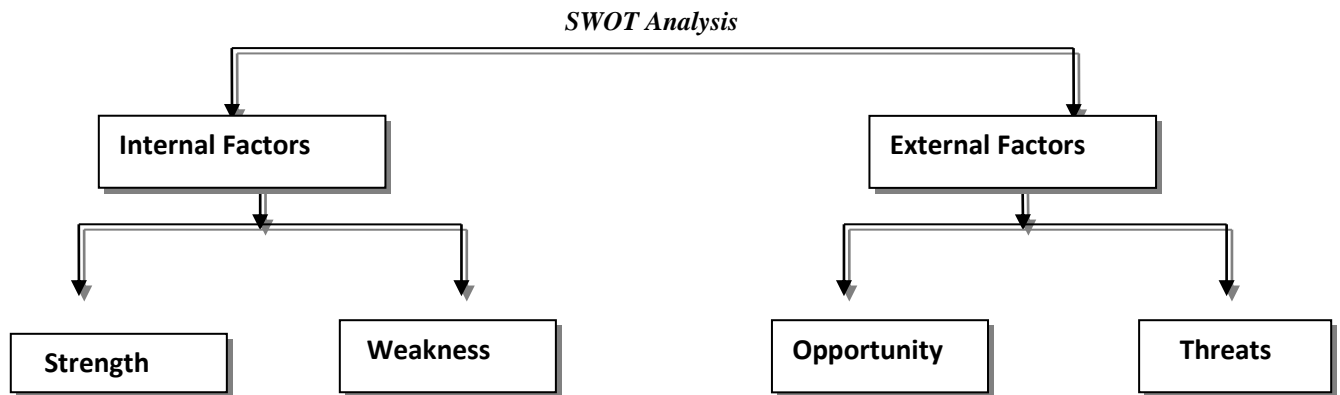 SWOT Analysis
Internal Factors
External Factors
Strength
Weakness
Opportunity
Threats